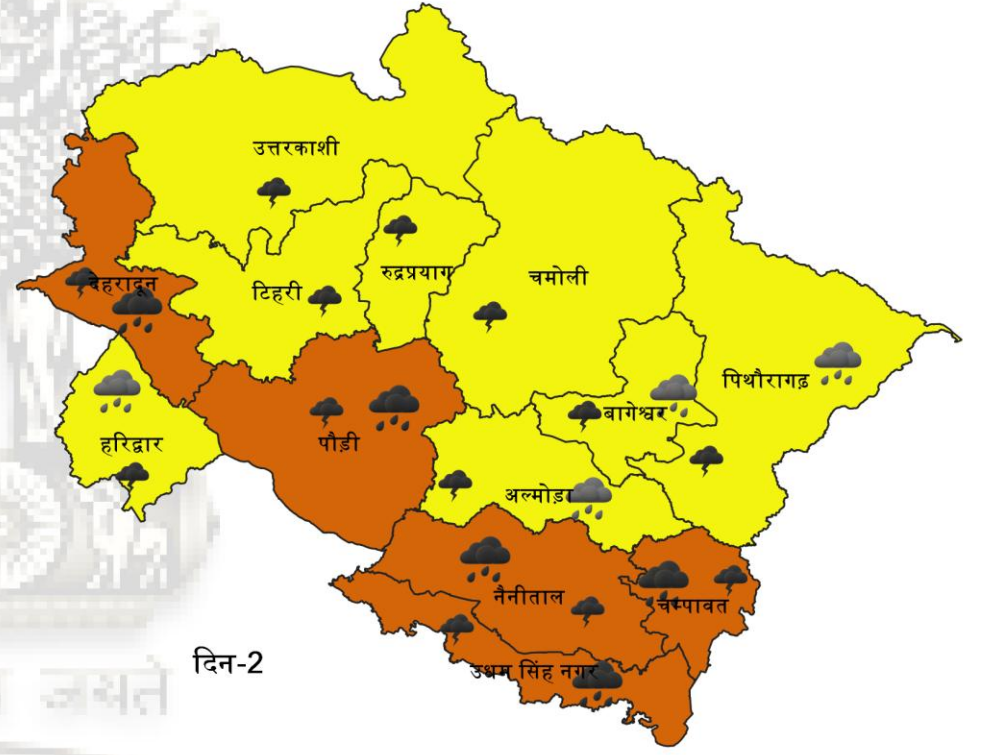 उत्तरकाशी
रुद्रप्रयाग
चमोली
देहरादून
टिहरी
पिथौरागढ़
बागेश्वर
हरिद्वार
पौड़ी
अल्मोड़ा
नैनीताल
चम्पावत
उधम सिंह नगर
दिन-2